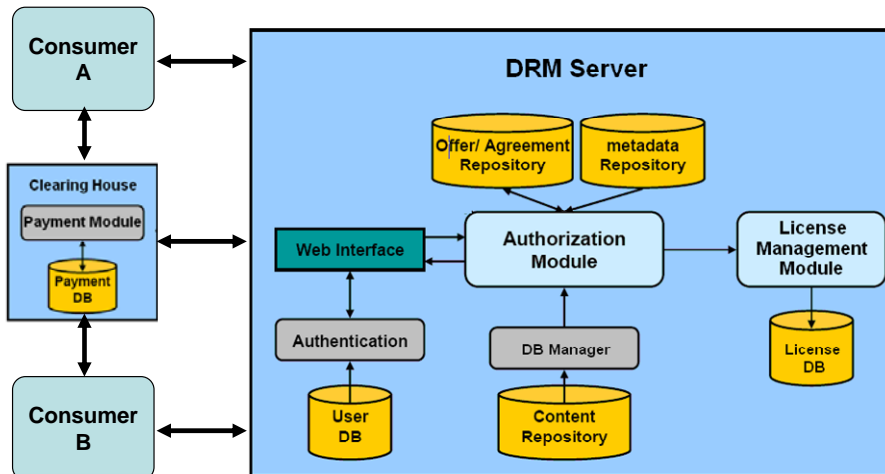 Consumer
A
DRM Server
Offer/ Agreement
Repository
metadata
Repository
Clearing House
Payment Module
Payment
DB
Web Interface
Authorization
Module
License
Management
Module
Authentication
DB Manager
License
DB
User
DB
Content
Repository
Consumer
B